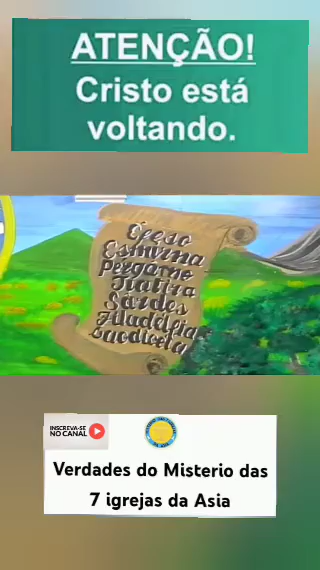 ATENÇÃO!
Cristo está
voltando.
Éfeso
Esmirna
Pérgamo
Tiatira
Sardes
Filadélfia
INSCREVA-SE
NO CANAL
Verdades do Misterio das
7 igrejas da Asia